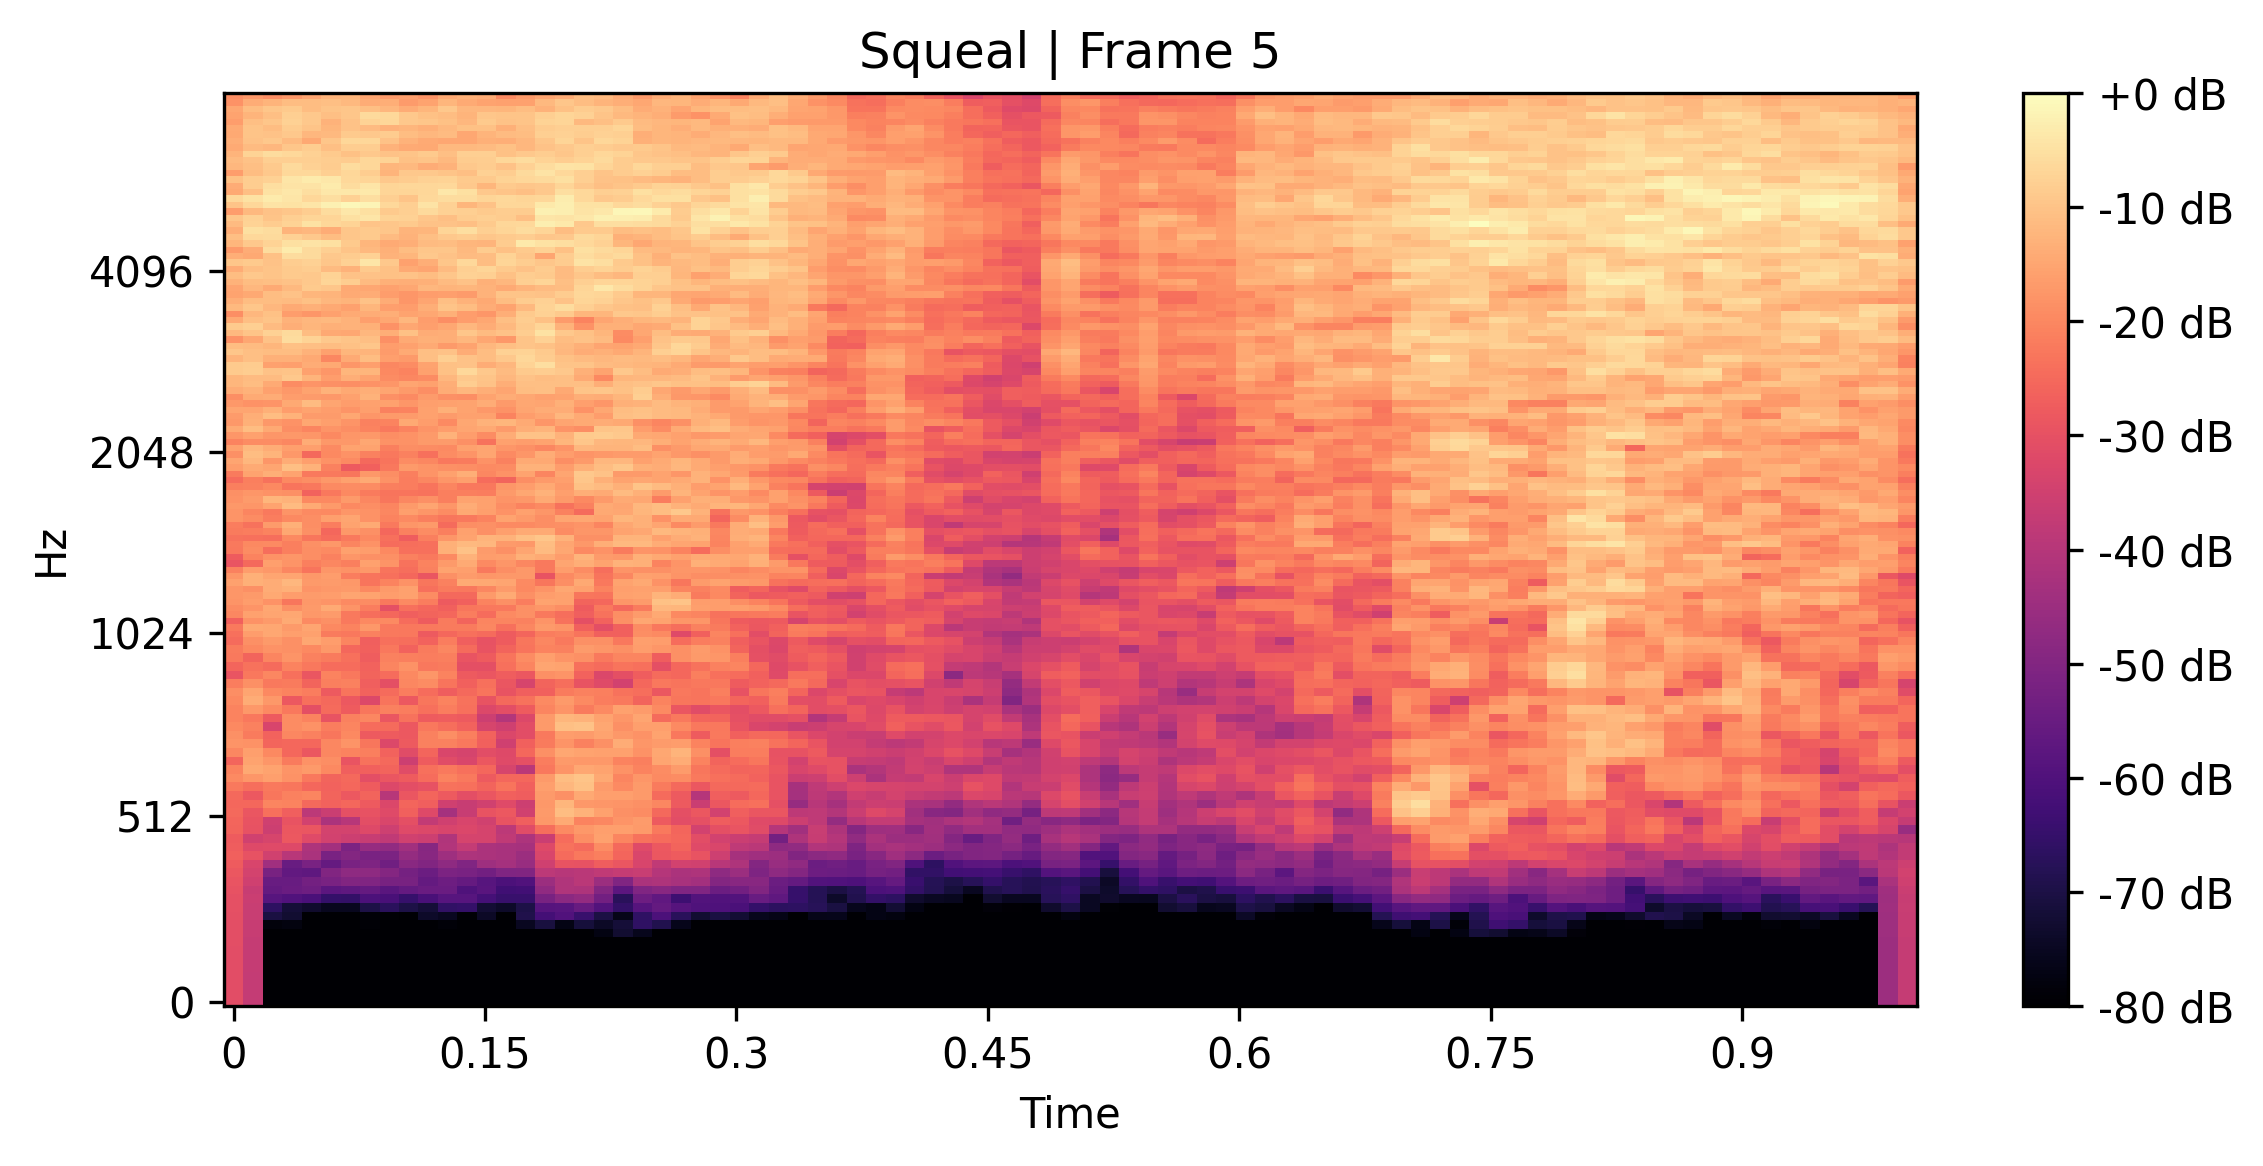 Squeal | Frame 5
Hz
4096
2048
1024
512
0
0 0.15 0.3 0.45 0.6 0.75 0.9
Time
+0 dB
-10 dB
-20 dB
-30 dB
-40 dB
-50 dB
-60 dB
-70 dB
-80 dB